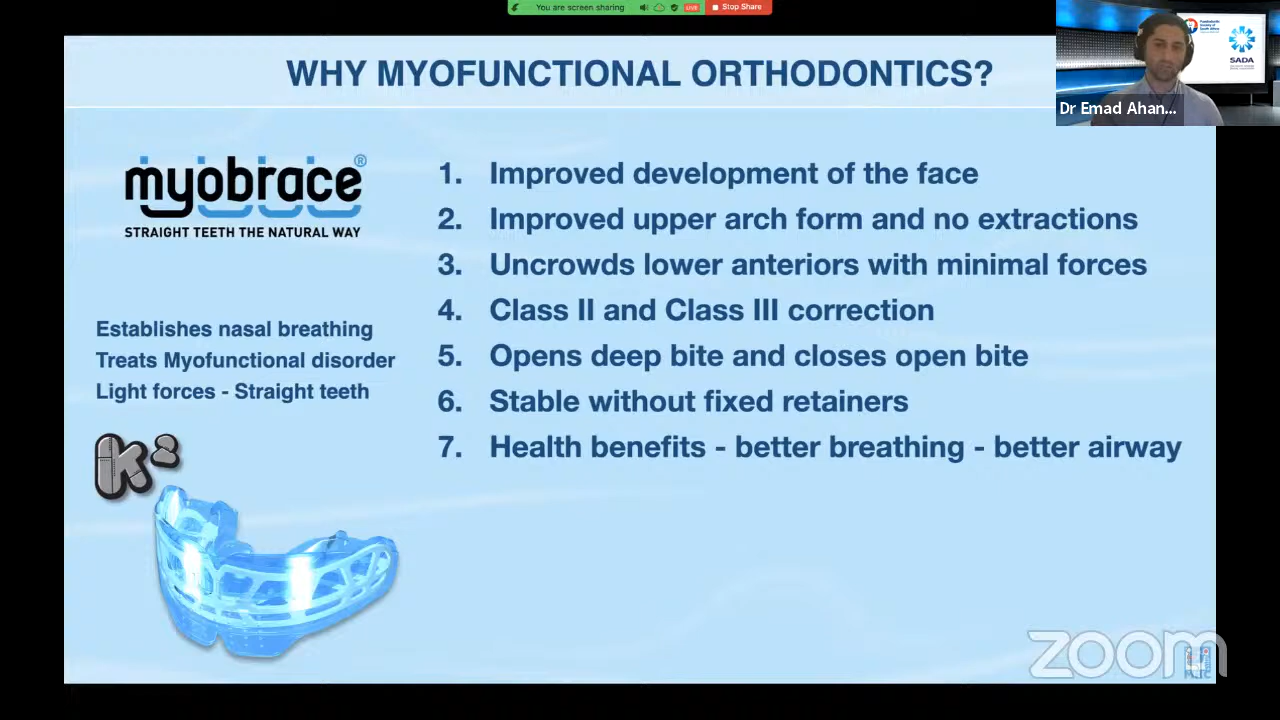 You are screen sharing
LIVE
Stop Share
WHY MYOFUNCTIONAL ORTHODONTICS?
SADA
Dr Emad Ahan...
myobrace®
STRAIGHT TEETH THE NATURAL WAY
Establishes nasal breathing
Treats Myofunctional disorder
Light forces - Straight teeth
K2
1. Improved development of the face
2. Improved upper arch form and no extractions
3. Uncrowds lower anteriors with minimal forces
4. Class II and Class III correction
5. Opens deep bite and closes open bite
6. Stable without fixed retainers
7. Health benefits - better breathing - better airway
zoom